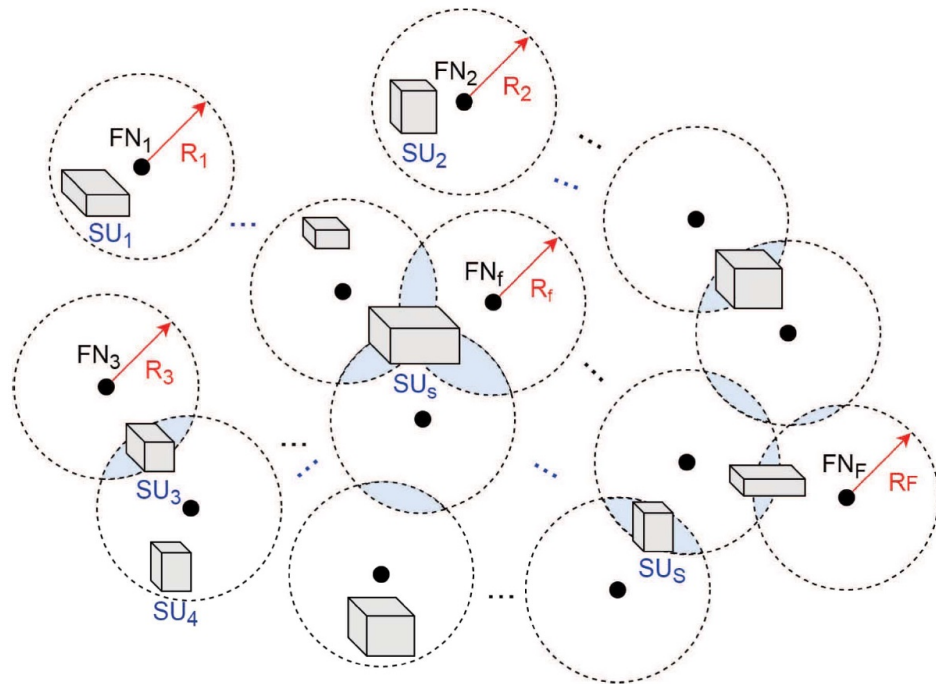 FN2
R2
FN1
R1
SU2
...
SU1
...
...
FNf
Rf
FN3
R3
SUs
...
...
...
...
SU3
FNF
RF
SUS
SU4
...